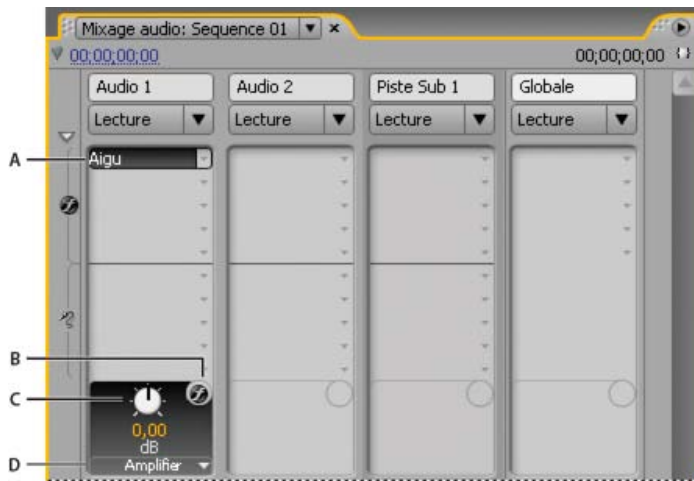 Mixage audio: Sequence 01
00;00;00;00 00;00;00;00
Audio 1 Audio 2 Piste Sub 1 Globale
Lecture Lecture Lecture Lecture
A Aigu
B
C
0,00
dB
D Amplifier